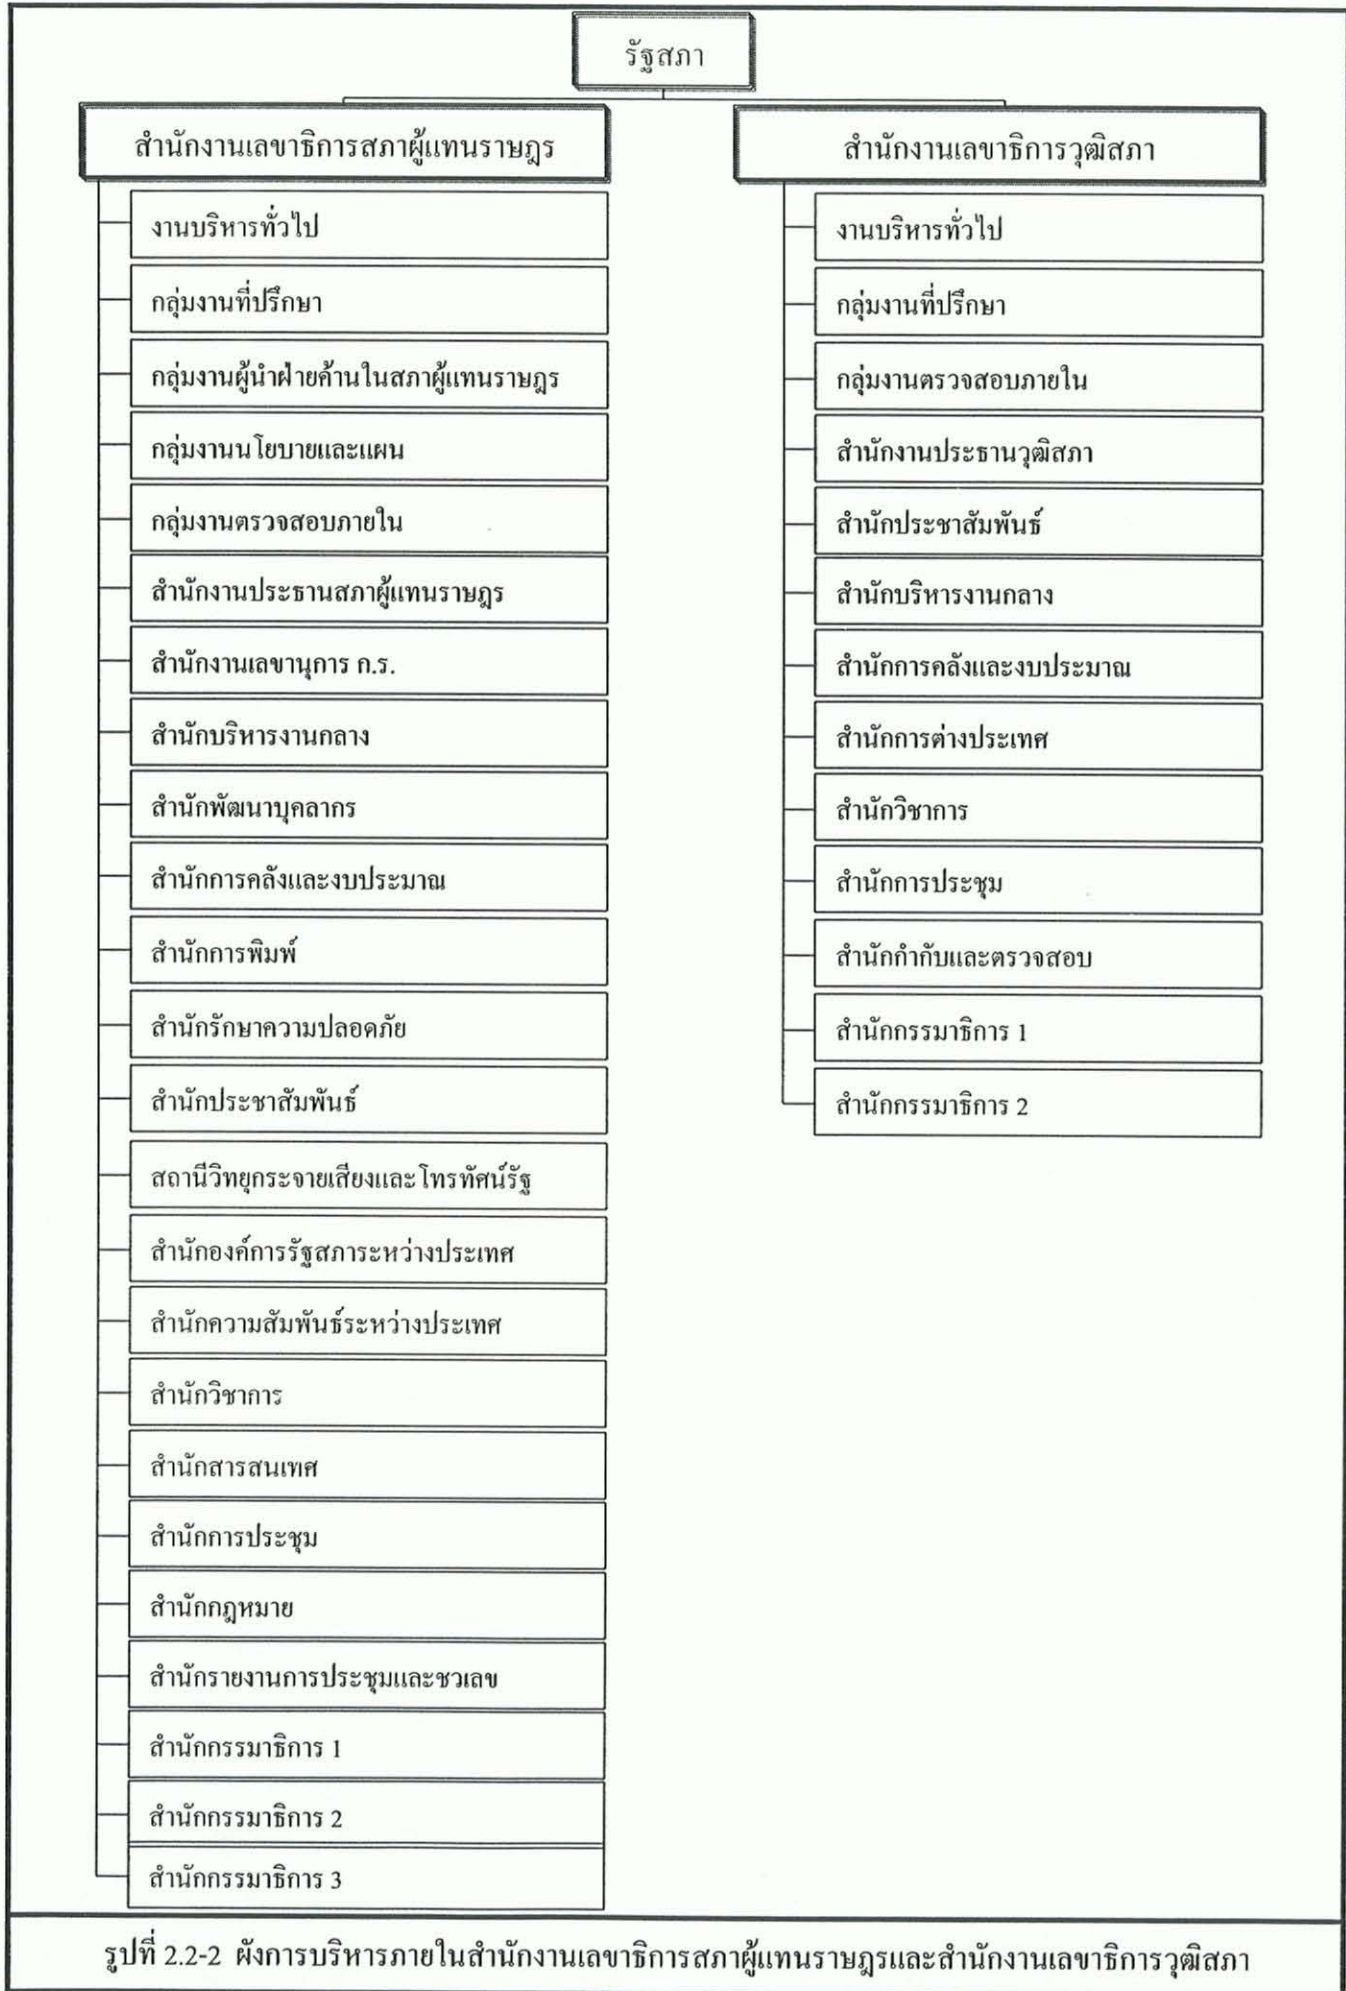 รัฐสภา
สำนักงานเลขาธิการสภาผู้แทนราษฎร
งานบริหารทั่วไป
กลุ่มงานที่ปรึกษา
กลุ่มงานผู้นำฝ่ายค้านในสภาผู้แทนราษฎร
กลุ่มงานนโยบายและแผน
กลุ่มงานตรวจสอบภายใน
สำนักงานประธานสภาผู้แทนราษฎร
สำนักงานเลขานุการ ก.ร.
สำนักบริหารงานกลาง
สำนักพัฒนาบุคลากร
สำนักการคลังและงบประมาณ
สำนักการพิมพ์
สำนักรักษาความปลอดภัย
สำนักประชาสัมพันธ์
สถานีวิทยุกระจายเสียงและโทรทัศน์รัฐ
สำนักองค์การรัฐสภาระหว่างประเทศ
สำนักความสัมพันธ์ระหว่างประเทศ
สำนักวิชาการ
สำนักสารสนเทศ
สำนักการประชุม
สำนักกฎหมาย
สำนักรายงานการประชุมและชวเลข
สำนักกรรมาธิการ 1
สำนักกรรมาธิการ 2
สำนักกรรมาธิการ 3
สำนักงานเลขาธิการวุฒิสภา
งานบริหารทั่วไป
กลุ่มงานที่ปรึกษา
กลุ่มงานตรวจสอบภายใน
สำนักงานประธานวุฒิสภา
สำนักประชาสัมพันธ์
สำนักบริหารงานกลาง
สำนักการคลังและงบประมาณ
สำนักการต่างประเทศ
สำนักวิชาการ
สำนักการประชุม
สำนักกำกับและตรวจสอบ
สำนักกรรมาธิการ 1
สำนักกรรมาธิการ 2
รูปที่ 2.2-2 ผังการบริหารภายในสำนักงานเลขาธิการสภาผู้แทนราษฎรและสำนักงานเลขาธิการวุฒิสภา